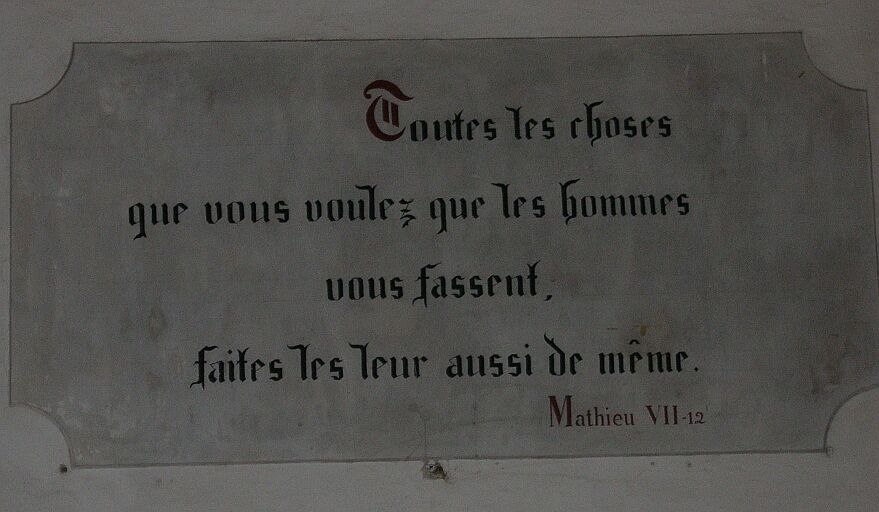 Toutes les choses
que vous voulez que les hommes
vous fassent,
faites les leur aussi de même.
Mathieu VII-12